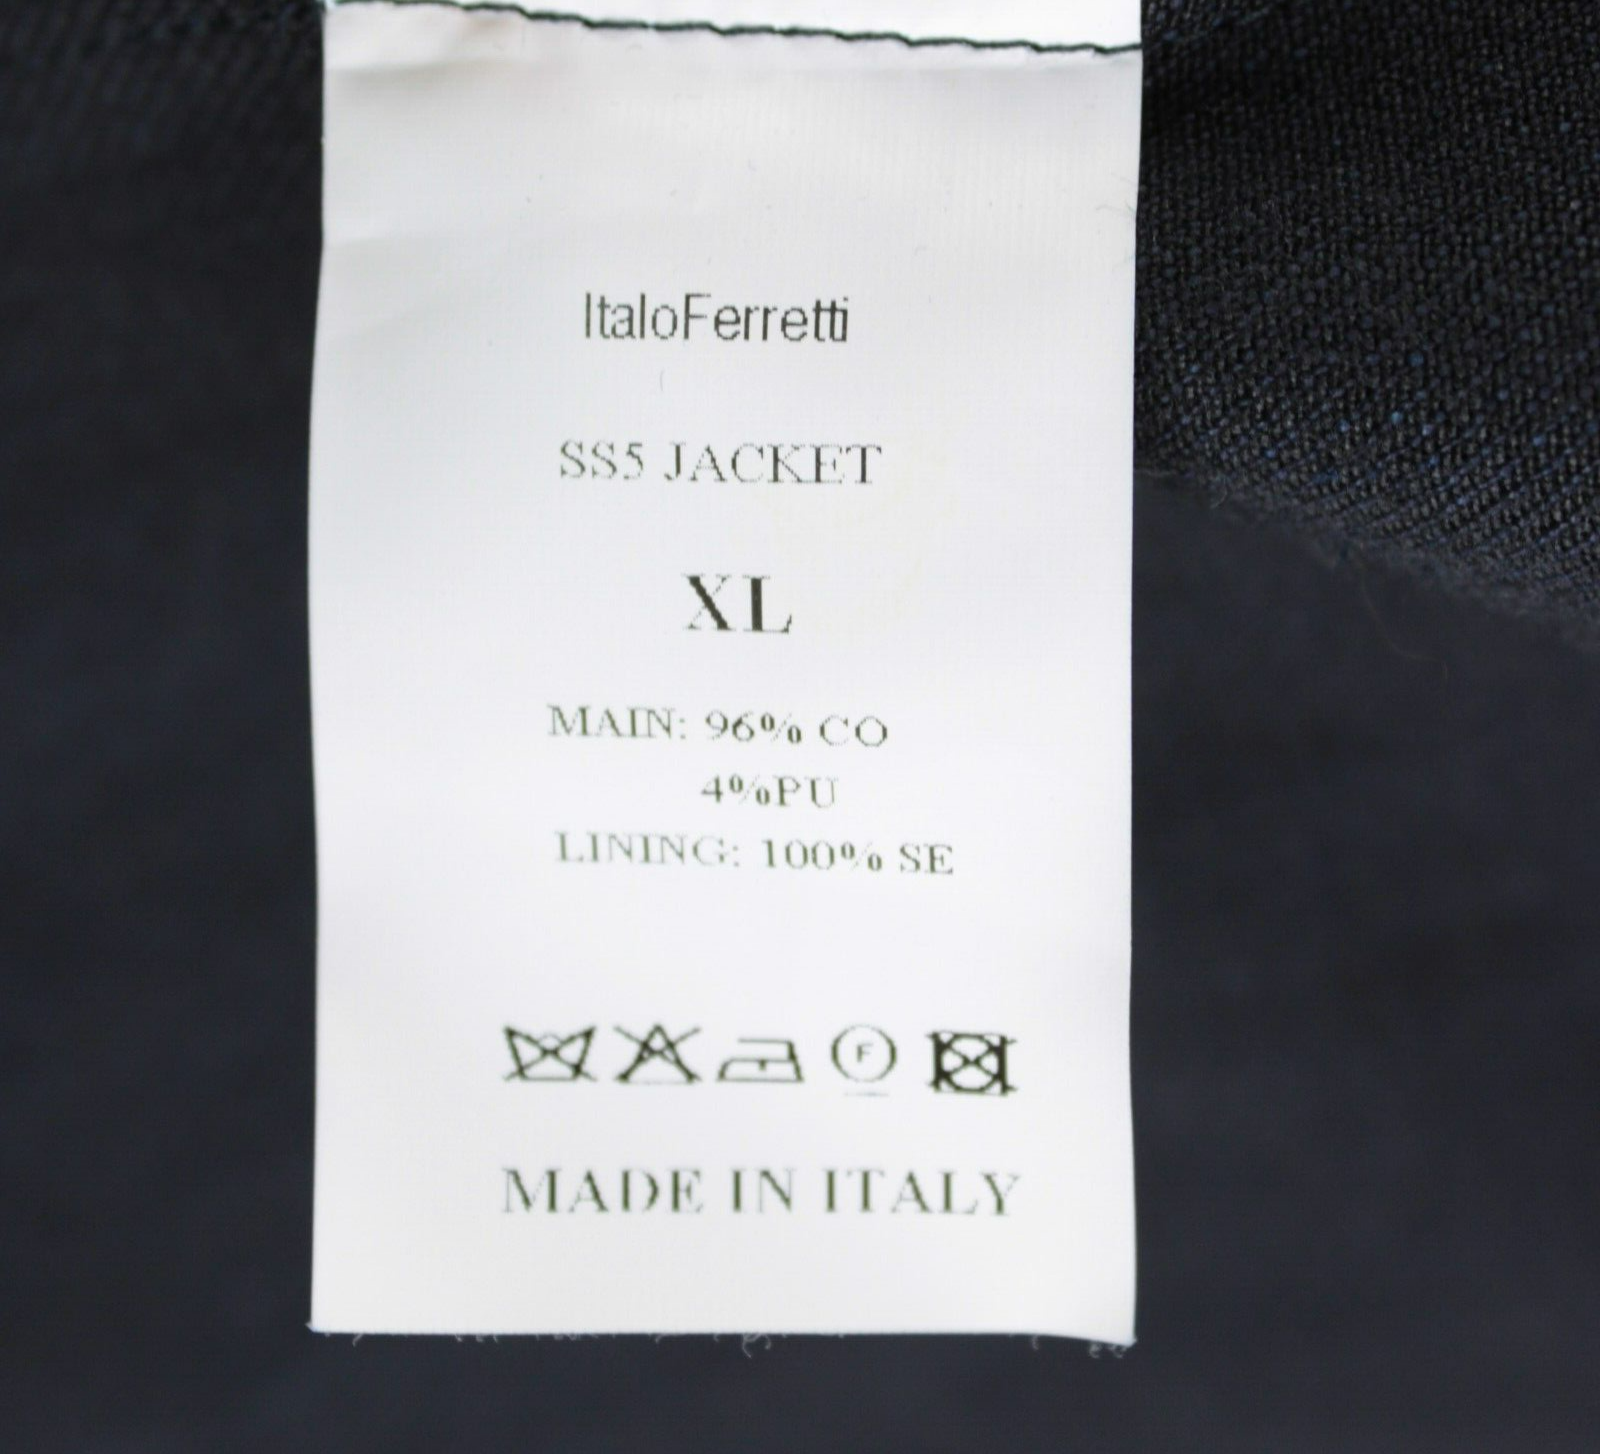 ItaloFerretti
SS5 JACKET
XL
MAIN: 96% CO
4%PU
LINING: 100% SE
F
MADE IN ITALY